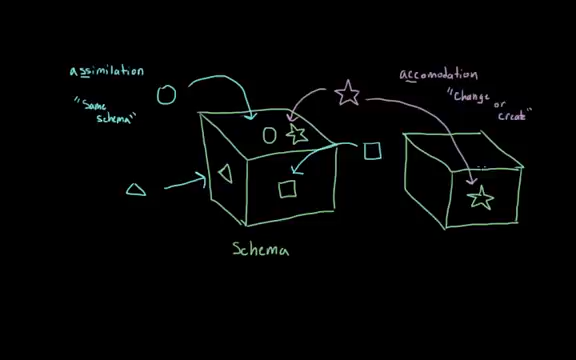 assimilation
"Same
schema"
accomodation
"Change
or
create"
Schema